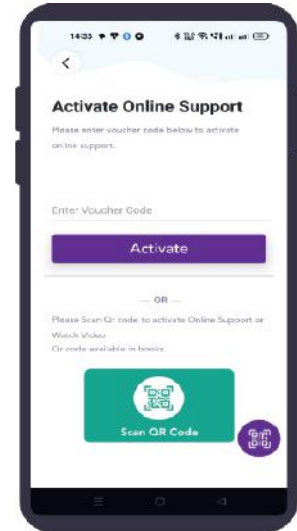 14:35
Activate Online Support
Please enter voucher code below to activate
online support.
Enter Voucher Code
Activate
OR
Please Scan Qr code to activate Online Support or
Watch Video.
Qr code available in books.
Scan QR Code